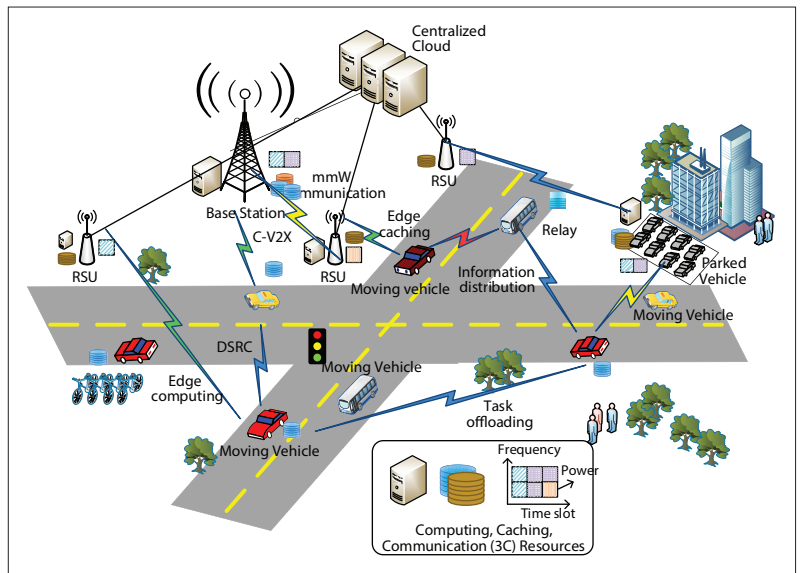 Centralized
Cloud
mmW
mmunication
RSU
Base Station
Edge
caching
Relay
C-V2X
RSU
RSU
Moving vehicle
Information
distribution
Parked
Vehicle
Moving Vehicle
DSRC
Moving Vehicle
Edge
computing
Task
offloading
Moving Vehicle
Frequency
Power
Time slot
Computing, Caching,
Communication (3C) Resources